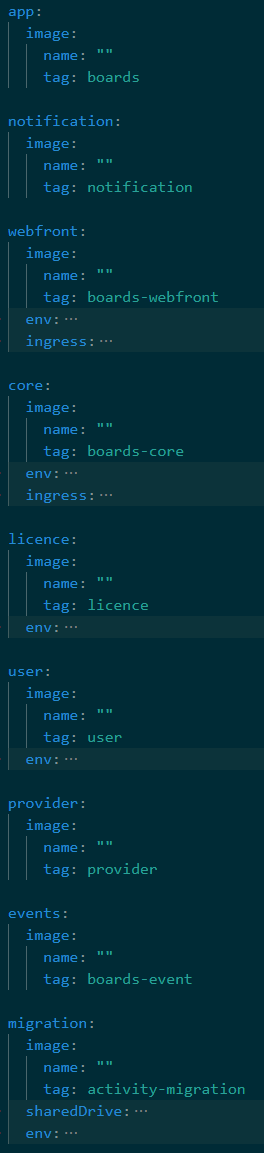 app:
image:
name: ""
tag: boards
notification:
image:
name: ""
tag: notification
webfront:
image:
name: ""
tag: boards-webfront
env:···
ingress:···
core:
image:
name: ""
tag: boards-core
env:···
ingress:···
licence:
image:
name: ""
tag: licence
env:···
user:
image:
name: ""
tag: user
env:···
provider:
image:
name: ""
tag: provider
events:
image:
name: ""
tag: boards-event
migration:
image:
name: ""
tag: activity-migration
sharedDrive:···
env:···